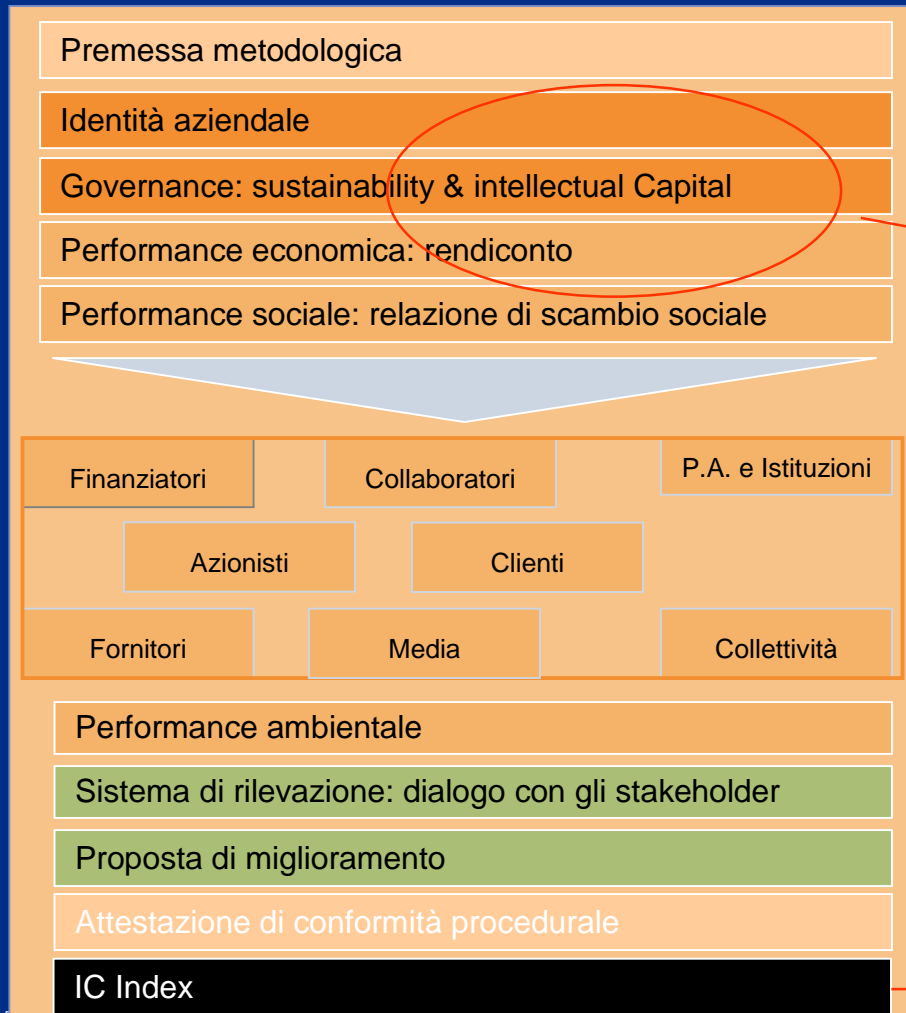 Premessa metodologica
Identità aziendale
Governance: sustainability & intellectual Capital
Performance economica: rendiconto
Performance sociale: relazione di scambio sociale
Finanziatori
Collaboratori
P.A. e Istituzioni
Azionisti
Clienti
Fornitori
Media
Collettività
Performance ambientale
Sistema di rilevazione: dialogo con gli stakeholder
Proposta di miglioramento
Attestazione di conformità procedurale
IC Index